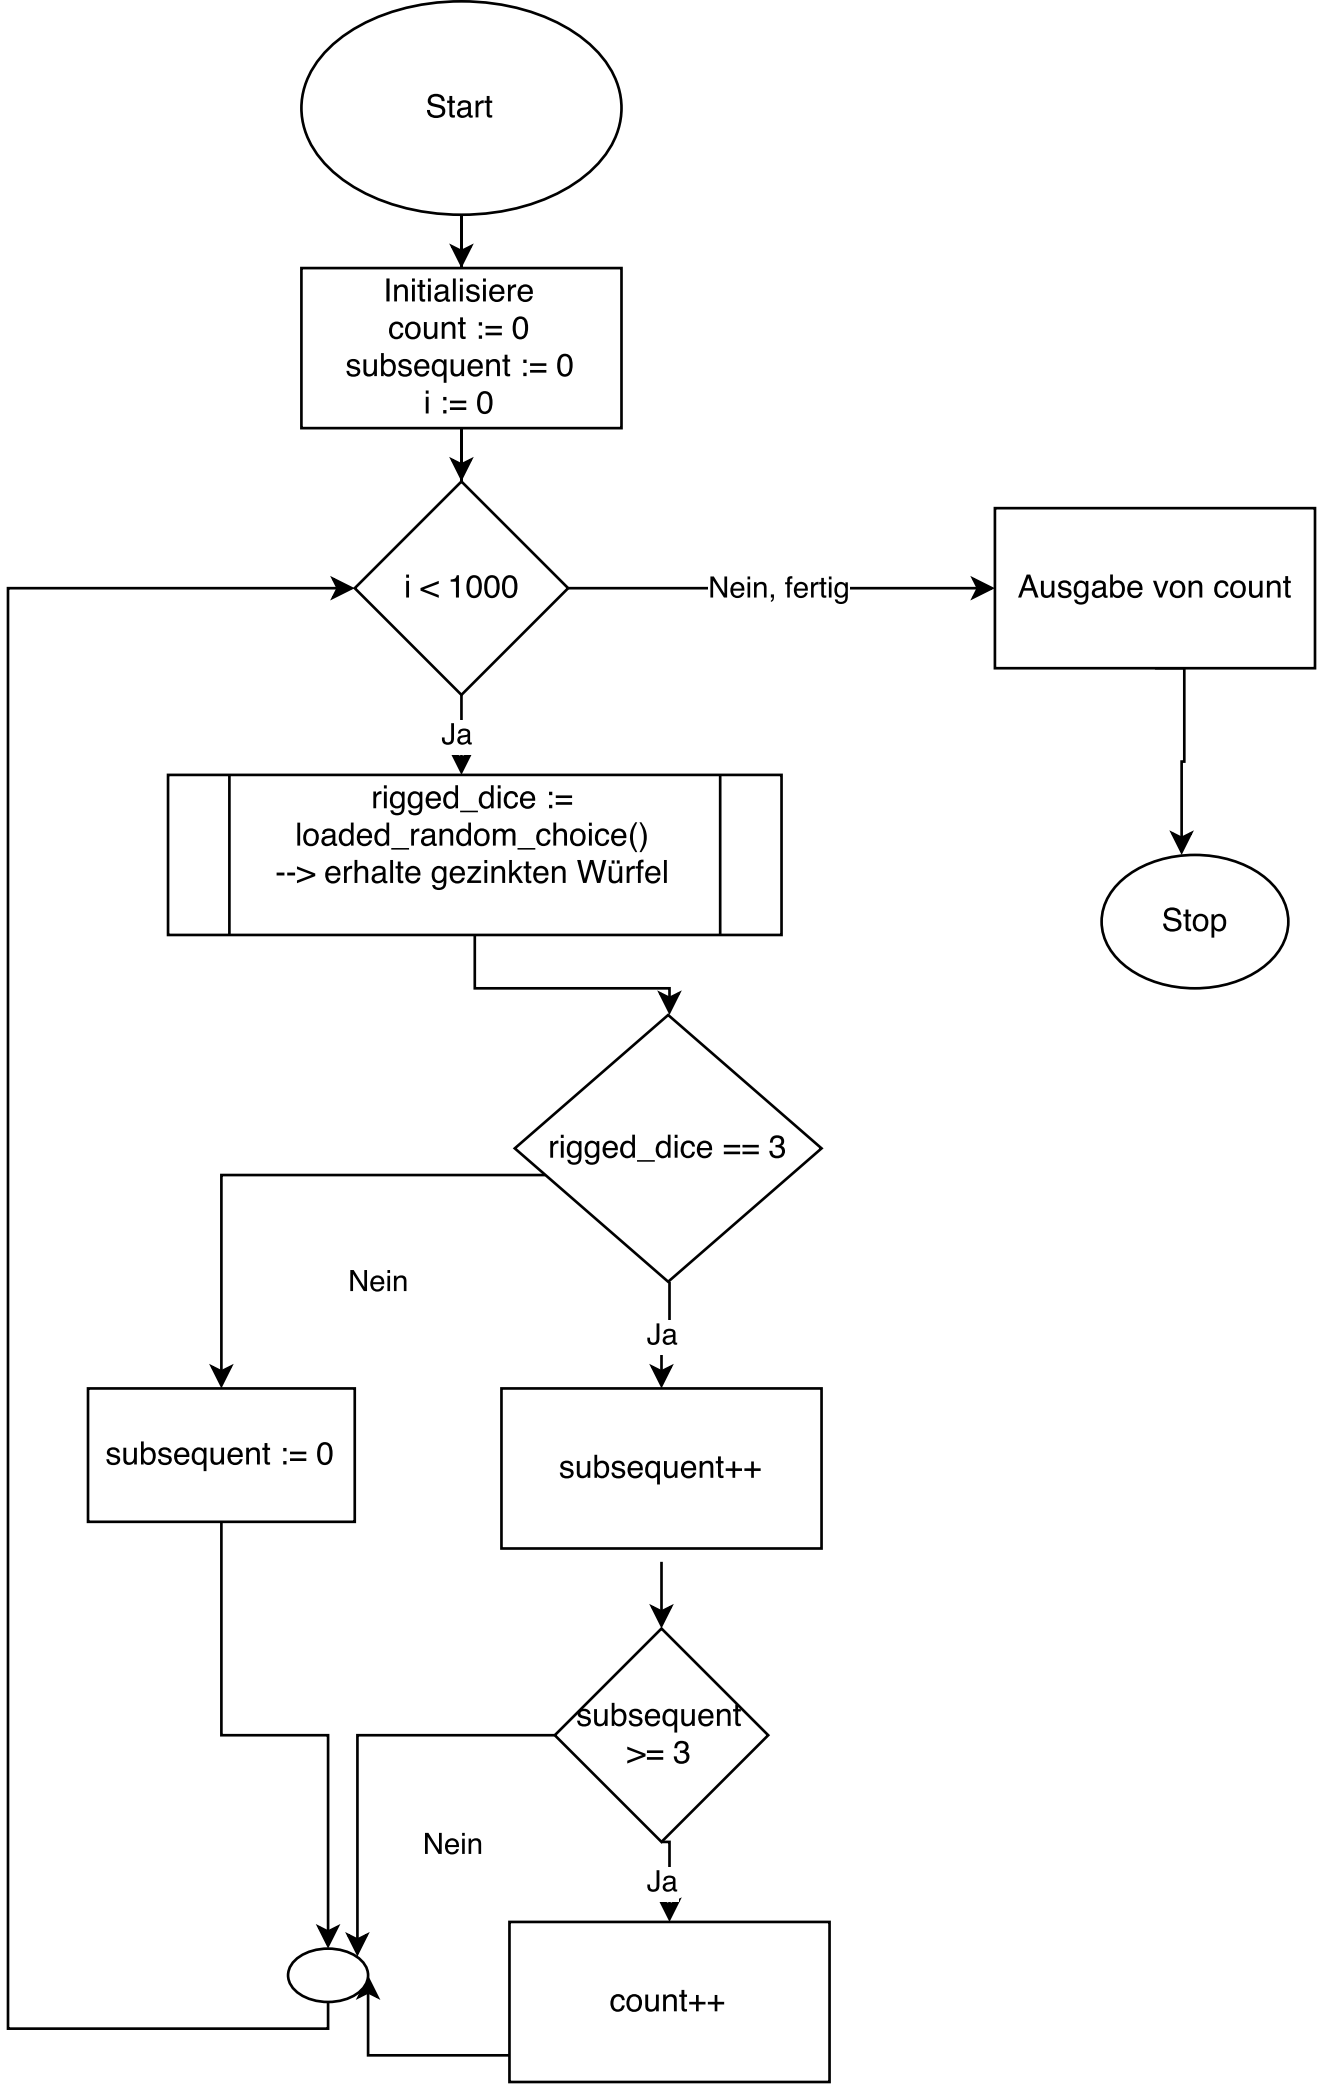 Start
Initialisiere
count := 0
subsequent := 0
i := 0
i < 1000
Nein, fertig
Ausgabe von count
Ja
rigged_dice :=
loaded_random_choice()
--> erhalte gezinkten Würfel
Stop
rigged_dice == 3
Nein
Ja
subsequent := 0
subsequent++
subsequent
>= 3
Nein
Ja
count++